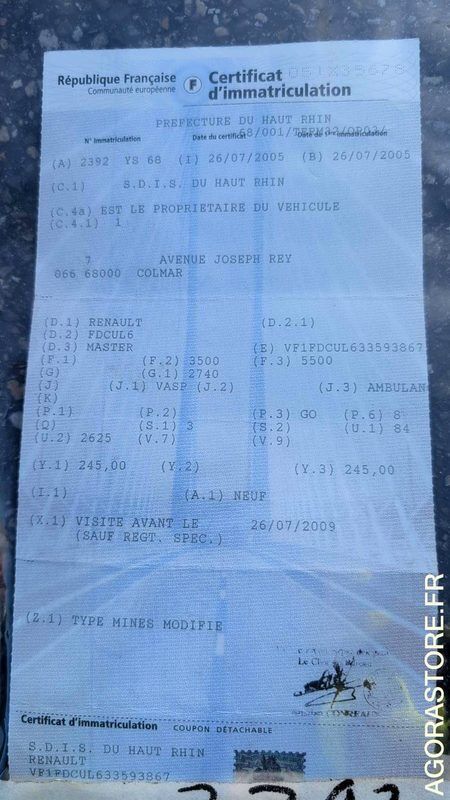 République Française
Communauté européenne
F
Certificat d'immatriculation
051X35678
PREFECTURE DU HAUT RHIN
N° Immatriculation Date du certificat
(A) 2392 YS 68 (I) 26/07/2005 (B) 26/07/2005
(C.1) S.D.I.S. DU HAUT RHIN
(C.4a) EST LE PROPRIETAIRE DU VEHICULE
(C.4.1) 1
7 AVENUE JOSEPH REY
066 68000 COLMAR
(D.1) RENAULT (D.2.1)
(D.2) FDCUL6
(D.3) MASTER (E) VF1FDCUL633593867
(F.1) (F.2) 3500 (F.3) 5500
(G) (G.1) 2740
(J) (J.1) VASP (J.2) (J.3) AMBULAN
(K)
(P.1) (P.2) (P.3) GO (P.6) 8
(Q) (S.1) 3 (S.2) (U.1) 84
(U.2) 2625 (V.7) (V.9)
(Y.1) 245,00 (Y.2) (Y.3) 245,00
(I.1) (A.1) NEUF
(X.1) VISITE AVANT LE 26/07/2009
(SAUF REGT. SPEC.)
(Z.1) TYPE MINES MODIFIE
Certificat d'immatriculation COUPON DÉTACHABLE
S.D.I.S. DU HAUT RHIN
RENAULT
VF1FDCUL633593867
AGORASTORE.FR